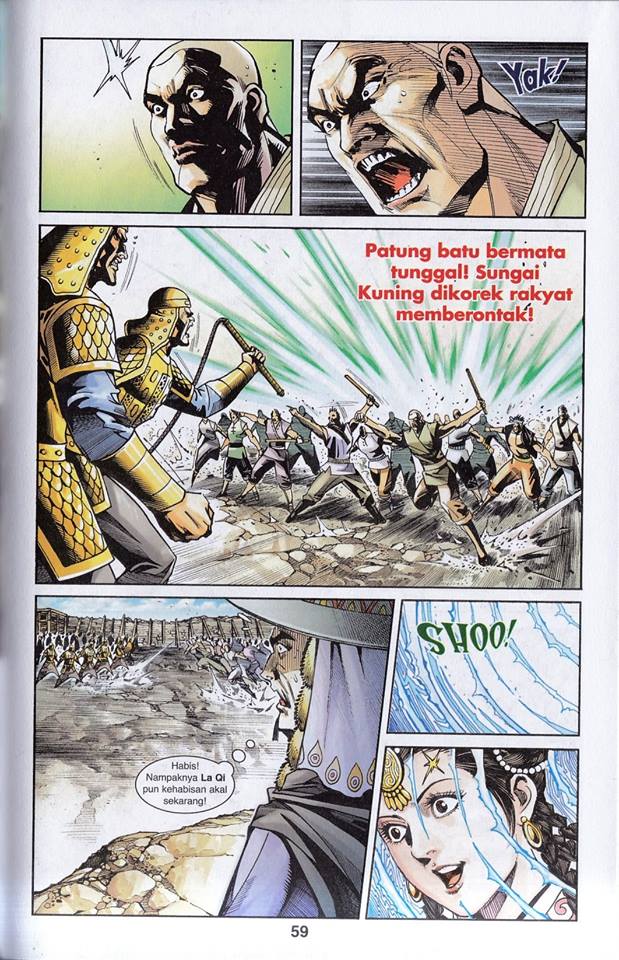 Yak!
Patung batu bermata
tunggal! Sungai
Kuning dikorek rakyat
memberontak!
Habis!
Nampaknya La Qi
pun kehabisan akal
sekarang!
SHOO!
59